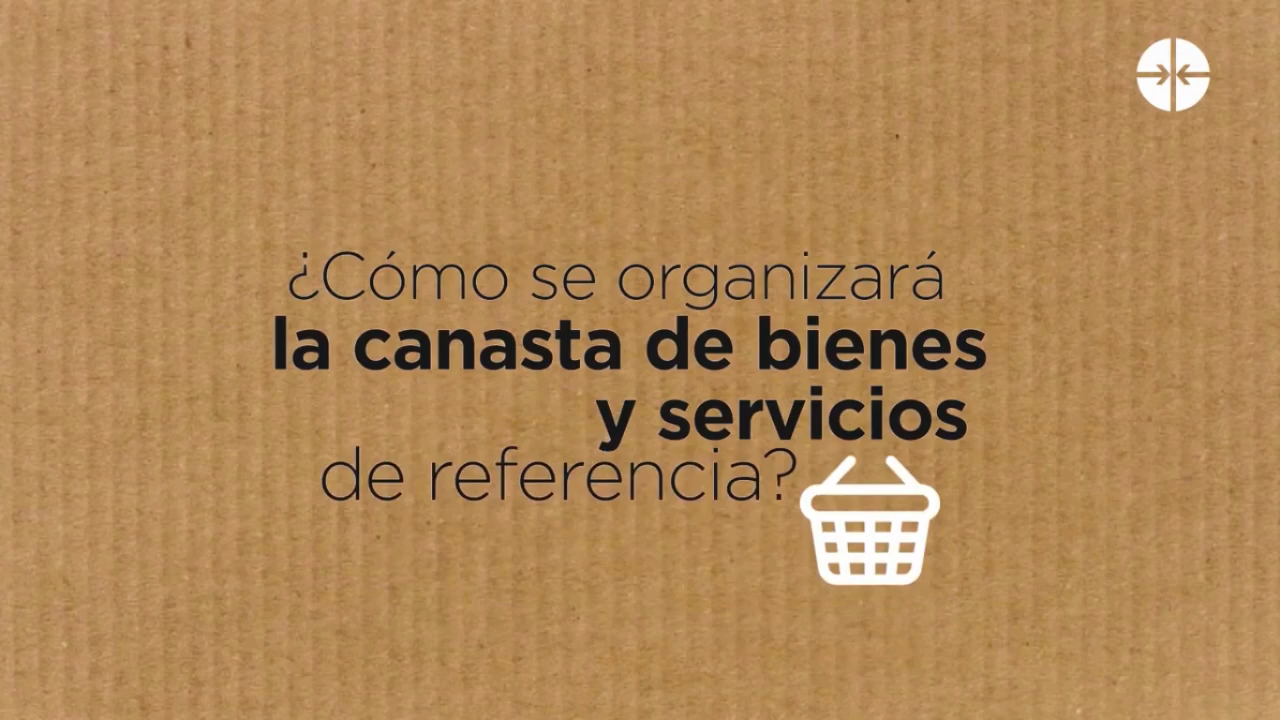 ¿Cómo se organizará
la canasta de bienes
y servicios
de referencia?